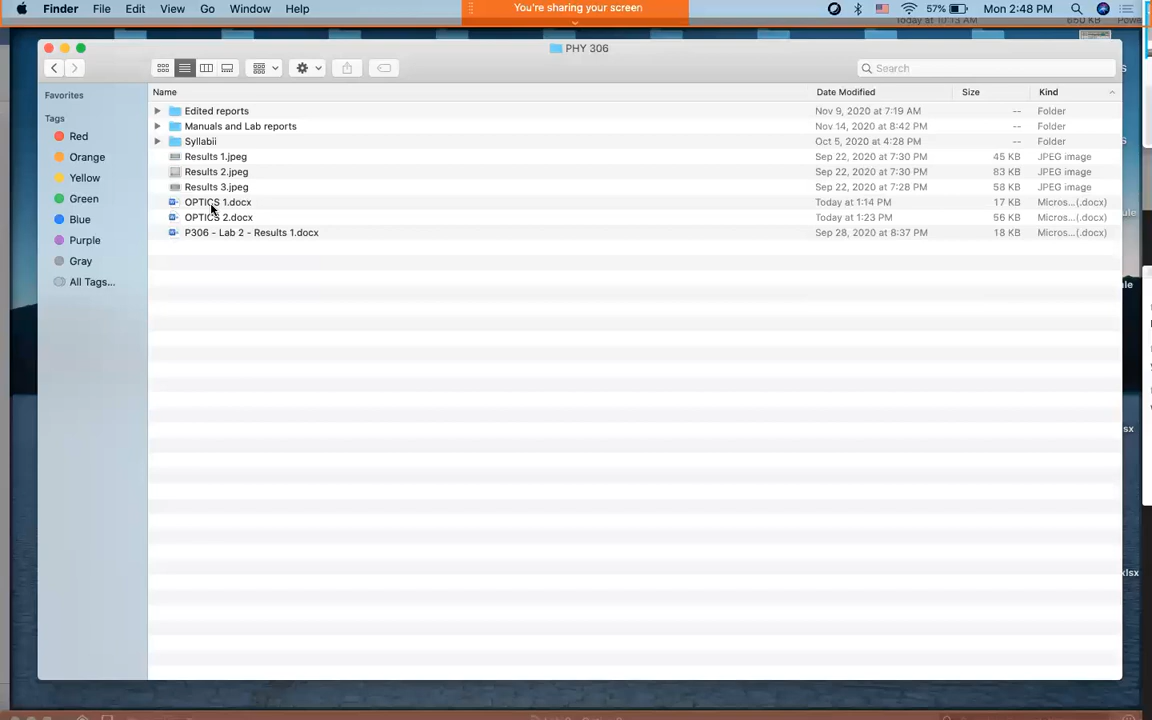 Finder File Edit View Go Window Help You're sharing your screen 57% Mon 2:48 PM
Today at 10:13 AM 650 KB
PHY 306
Search
Favorites
Tags
Red
Orange
Yellow
Green
Blue
Purple
Gray
All Tags...
Name Date Modified Size Kind
Edited reports Nov 9, 2020 at 7:19 AM -- Folder
Manuals and Lab reports Nov 14, 2020 at 8:42 PM -- Folder
Syllabii Oct 5, 2020 at 4:28 PM -- Folder
Results 1.jpeg Sep 22, 2020 at 7:30 PM 45 KB JPEG image
Results 2.jpeg Sep 22, 2020 at 7:30 PM 83 KB JPEG image
Results 3.jpeg Sep 22, 2020 at 7:28 PM 58 KB JPEG image
OPTICS 1.docx Today at 1:14 PM 17 KB Micros...(.docx)
OPTICS 2.docx Today at 1:23 PM 56 KB Micros...(.docx)
P306 - Lab 2 - Results 1.docx Sep 28, 2020 at 8:37 PM 18 KB Micros...(.docx)